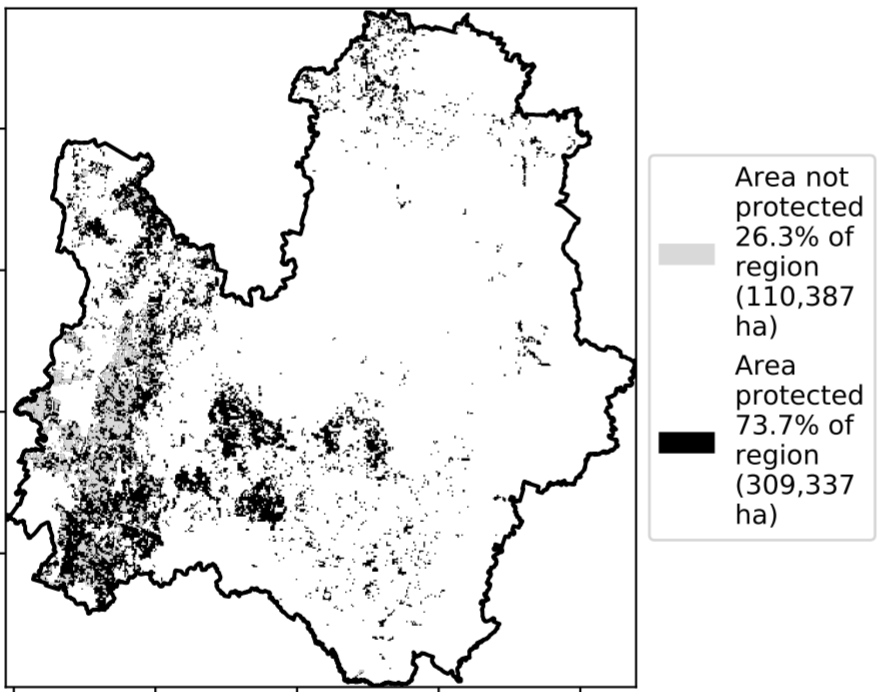 Area not
protected
26.3% of
region
(110,387
ha)
Area
protected
73.7% of
region
(309,337
ha)